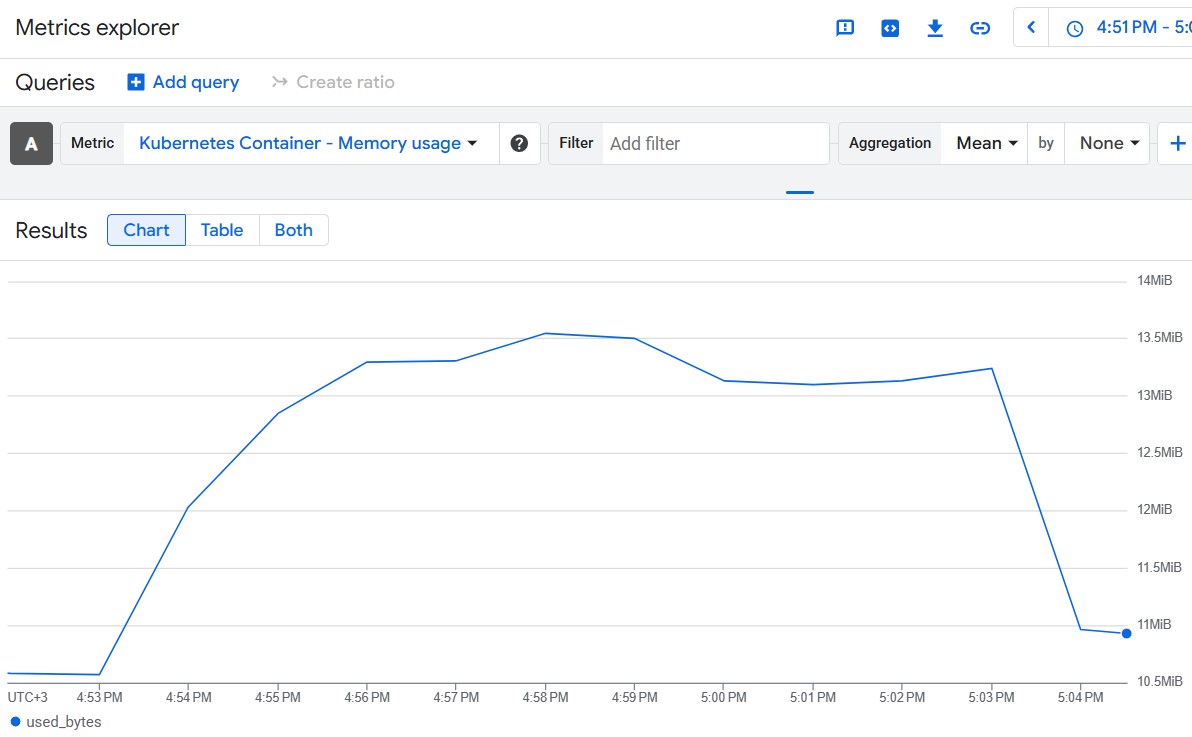 Metrics explorer
4:51 PM - 5:0
Queries Add query Create ratio
A Metric Kubernetes Container - Memory usage ? Filter Add filter Aggregation Mean by None
Results Chart Table Both
14MiB
13.5MiB
13MiB
12.5MiB
12MiB
11.5MiB
11MiB
10.5MiB
UTC+3 4:53 PM 4:54 PM 4:55 PM 4:56 PM 4:57 PM 4:58 PM 4:59 PM 5:00 PM 5:01 PM 5:02 PM 5:03 PM 5:04 PM
used_bytes